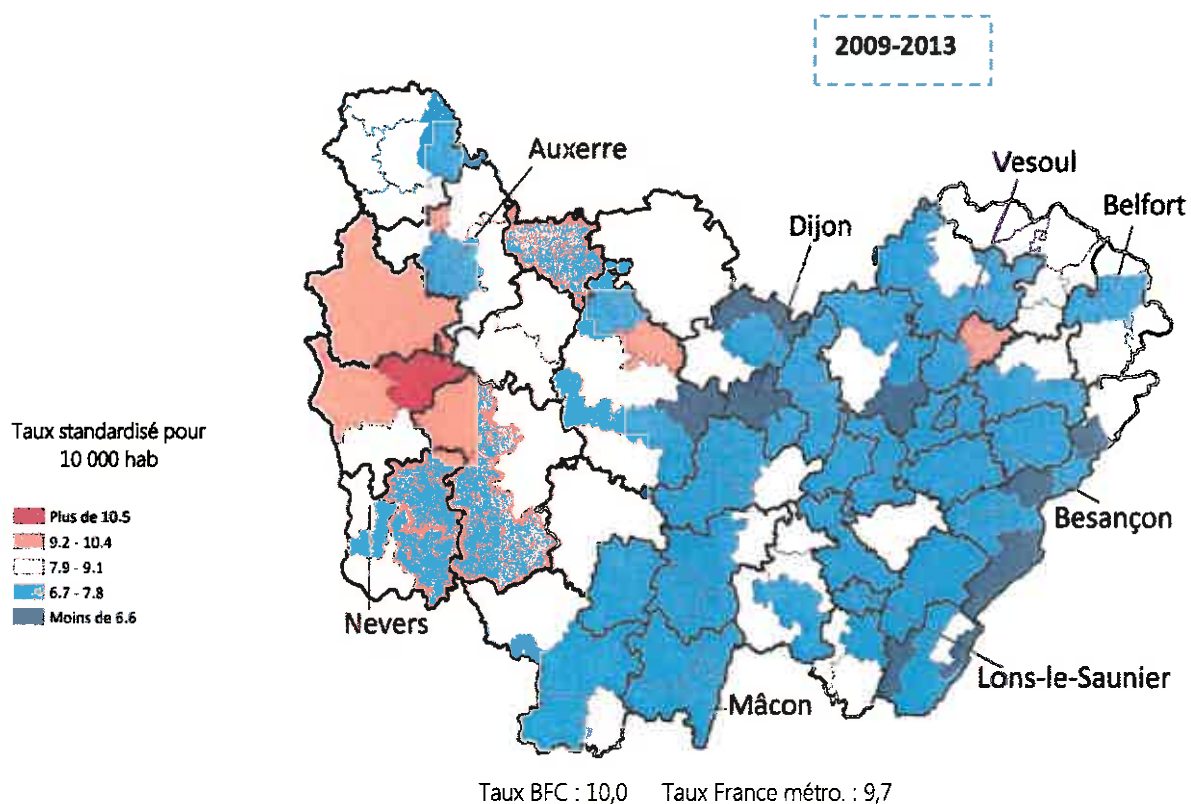 2009-2013
Auxerre
Vesoul
Belfort
Dijon
Taux standardisé pour
10 000 hab
Plus de 10.5
9.2 - 10.4
7.9 - 9.1
6.7 - 7.8
Moins de 6.6
Besançon
Nevers
Lons-le-Saunier
Mâcon
Taux BFC : 10,0 Taux France métro. : 9,7